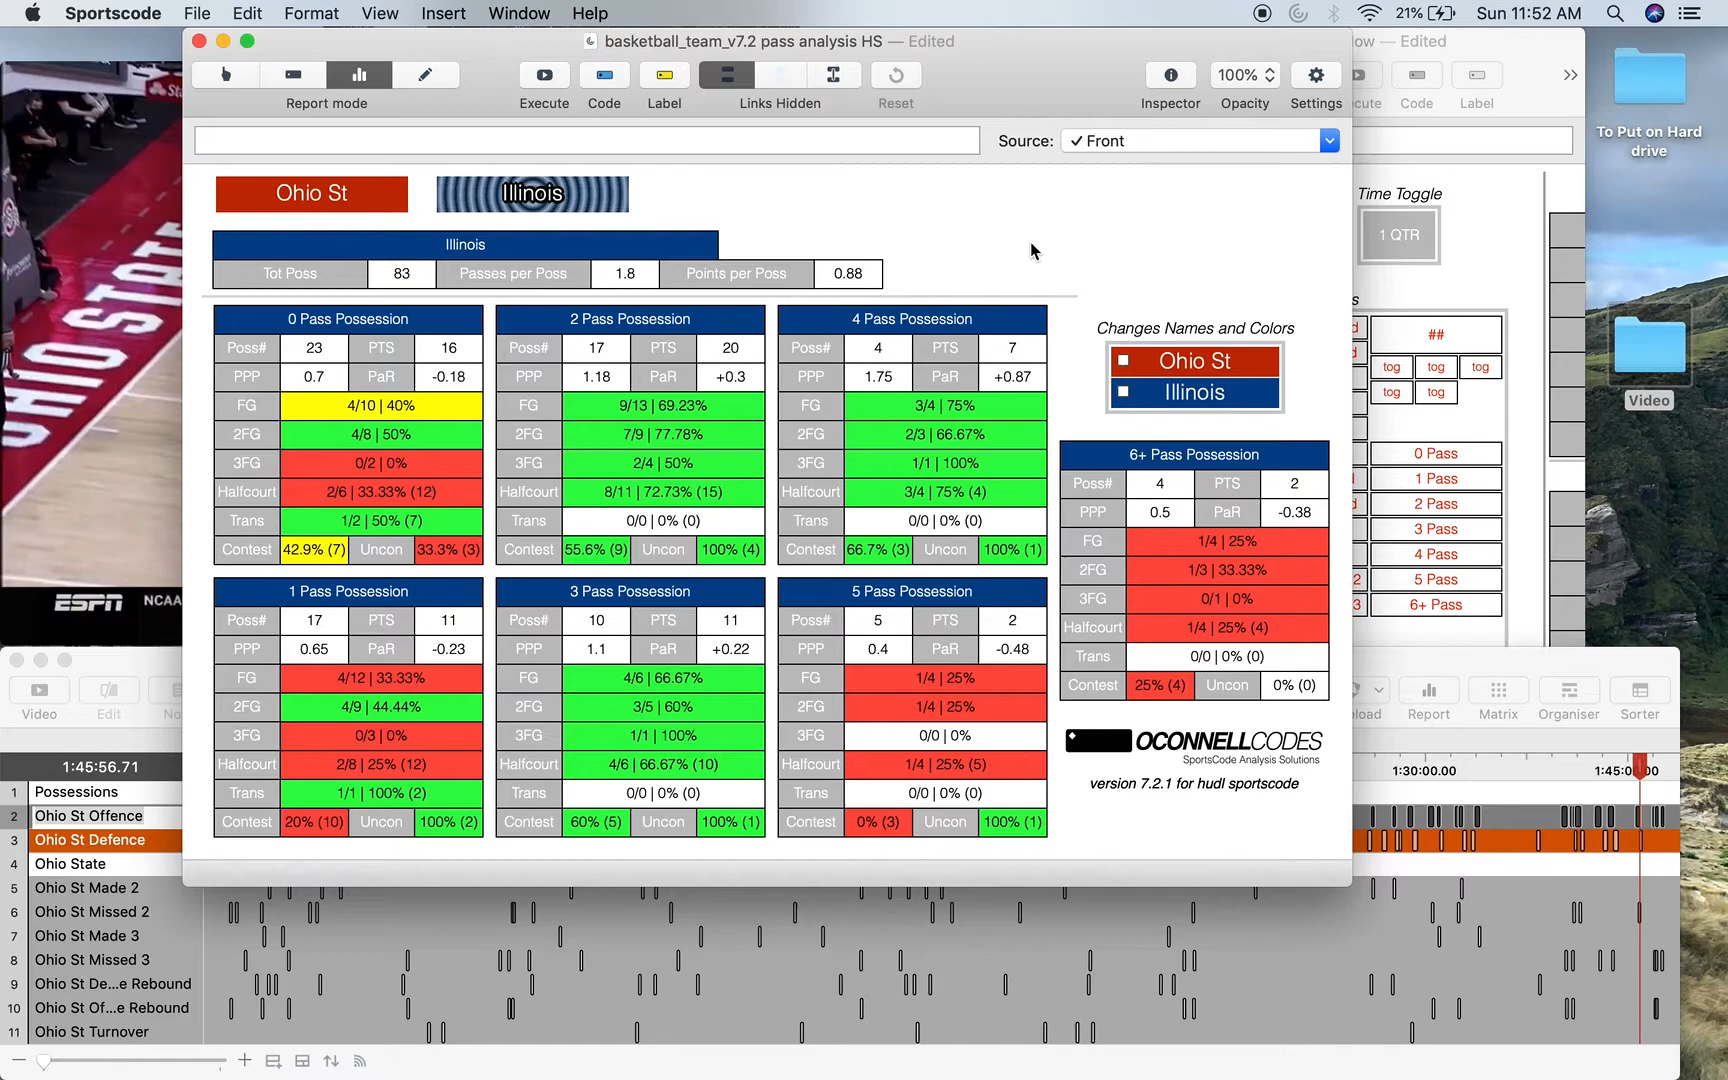 Sportscode File Edit Format View Insert Window Help 21% Sun 11:52 AM
basketball_team_v7.2 pass analysis HS — Edited
low — Edited
Report mode Execute Code Label Links Hidden Reset 100% Inspector Opacity Settings
cute Code Label
Source: ✓ Front
To Put on Hard
drive
Video
Ohio St Illinois
Time Toggle
1 QTR
Illinois
Tot Poss 83 Passes per Poss 1.8 Points per Poss 0.88
0 Pass Possession
Poss# 23 PTS 16
PPP 0.7 PaR -0.18
FG 4/10 | 40%
2FG 4/8 | 50%
3FG 0/2 | 0%
Halfcourt 2/6 | 33.33% (12)
Trans 1/2 | 50% (7)
Contest 42.9% (7) Uncon 33.3% (3)
2 Pass Possession
Poss# 17 PTS 20
PPP 1.18 PaR +0.3
FG 9/13 | 69.23%
2FG 7/9 | 77.78%
3FG 2/4 | 50%
Halfcourt 8/11 | 72.73% (15)
Trans 0/0 | 0% (0)
Contest 55.6% (9) Uncon 100% (4)
4 Pass Possession
Poss# 4 PTS 7
PPP 1.75 PaR +0.87
FG 3/4 | 75%
2FG 2/3 | 66.67%
3FG 1/1 | 100%
Halfcourt 3/4 | 75% (4)
Trans 0/0 | 0% (0)
Contest 66.7% (3) Uncon 100% (1)
1 Pass Possession
Poss# 17 PTS 11
PPP 0.65 PaR -0.23
FG 4/12 | 33.33%
2FG 4/9 | 44.44%
3FG 0/3 | 0%
Halfcourt 2/8 | 25% (12)
Trans 1/1 | 100% (2)
Contest 20% (10) Uncon 100% (2)
3 Pass Possession
Poss# 10 PTS 11
PPP 1.1 PaR +0.22
FG 4/6 | 66.67%
2FG 3/5 | 60%
3FG 1/1 | 100%
Halfcourt 4/6 | 66.67% (10)
Trans 0/0 | 0% (0)
Contest 60% (5) Uncon 100% (1)
5 Pass Possession
Poss# 5 PTS 2
PPP 0.4 PaR -0.48
FG 1/4 | 25%
2FG 1/4 | 25%
3FG 0/0 | 0%
Halfcourt 1/4 | 25% (5)
Trans 0/0 | 0% (0)
Contest 0% (3) Uncon 100% (1)
Changes Names and Colors
Ohio St
Illinois
6+ Pass Possession
Poss# 4 PTS 2
PPP 0.5 PaR -0.38
FG 1/4 | 25%
2FG 1/3 | 33.33%
3FG 0/1 | 0%
Halfcourt 1/4 | 25% (4)
Trans 0/0 | 0% (0)
Contest 25% (4) Uncon 0% (0)
OCONNELLCODES
SportsCode Analysis Solutions
version 7.2.1 for hudl sportscode
##
tog tog tog
tog tog
0 Pass
1 Pass
2 Pass
3 Pass
4 Pass
5 Pass
6+ Pass
OHIO STATE
ESPN NCAA
Video Edit No
load Report Matrix Organiser Sorter
1:45:56.71 1:30:00.00 1:45:00.00
1 Possessions
2 Ohio St Offence
3 Ohio St Defence
4 Ohio State
5 Ohio St Made 2
6 Ohio St Missed 2
7 Ohio St Made 3
8 Ohio St Missed 3
9 Ohio St De...e Rebound
10 Ohio St Of...e Rebound
11 Ohio St Turnover